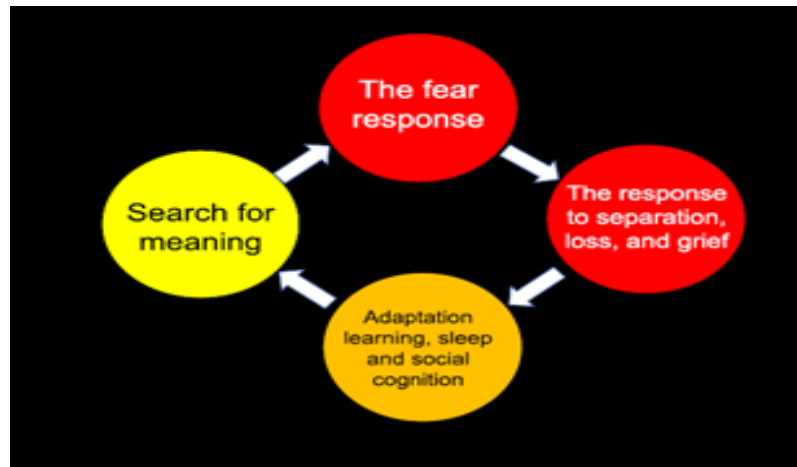 The fear
response
The response
to separation,
loss, and grief
Adaptation
learning, sleep
and social
cognition
Search for
meaning